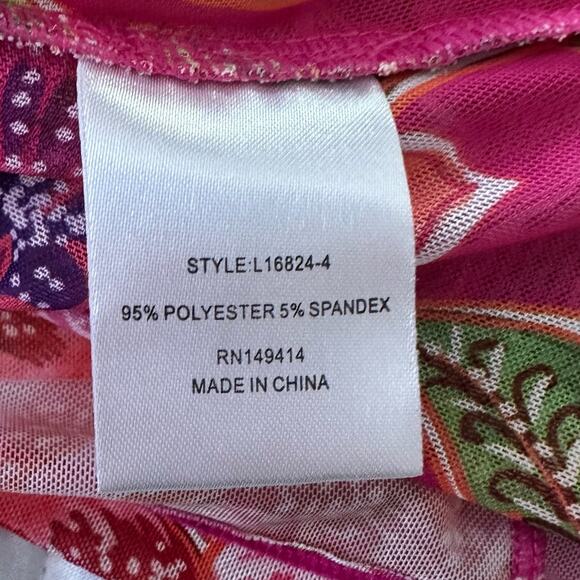 STYLE:L16824-4
95% POLYESTER 5% SPANDEX
RN149414
MADE IN CHINA